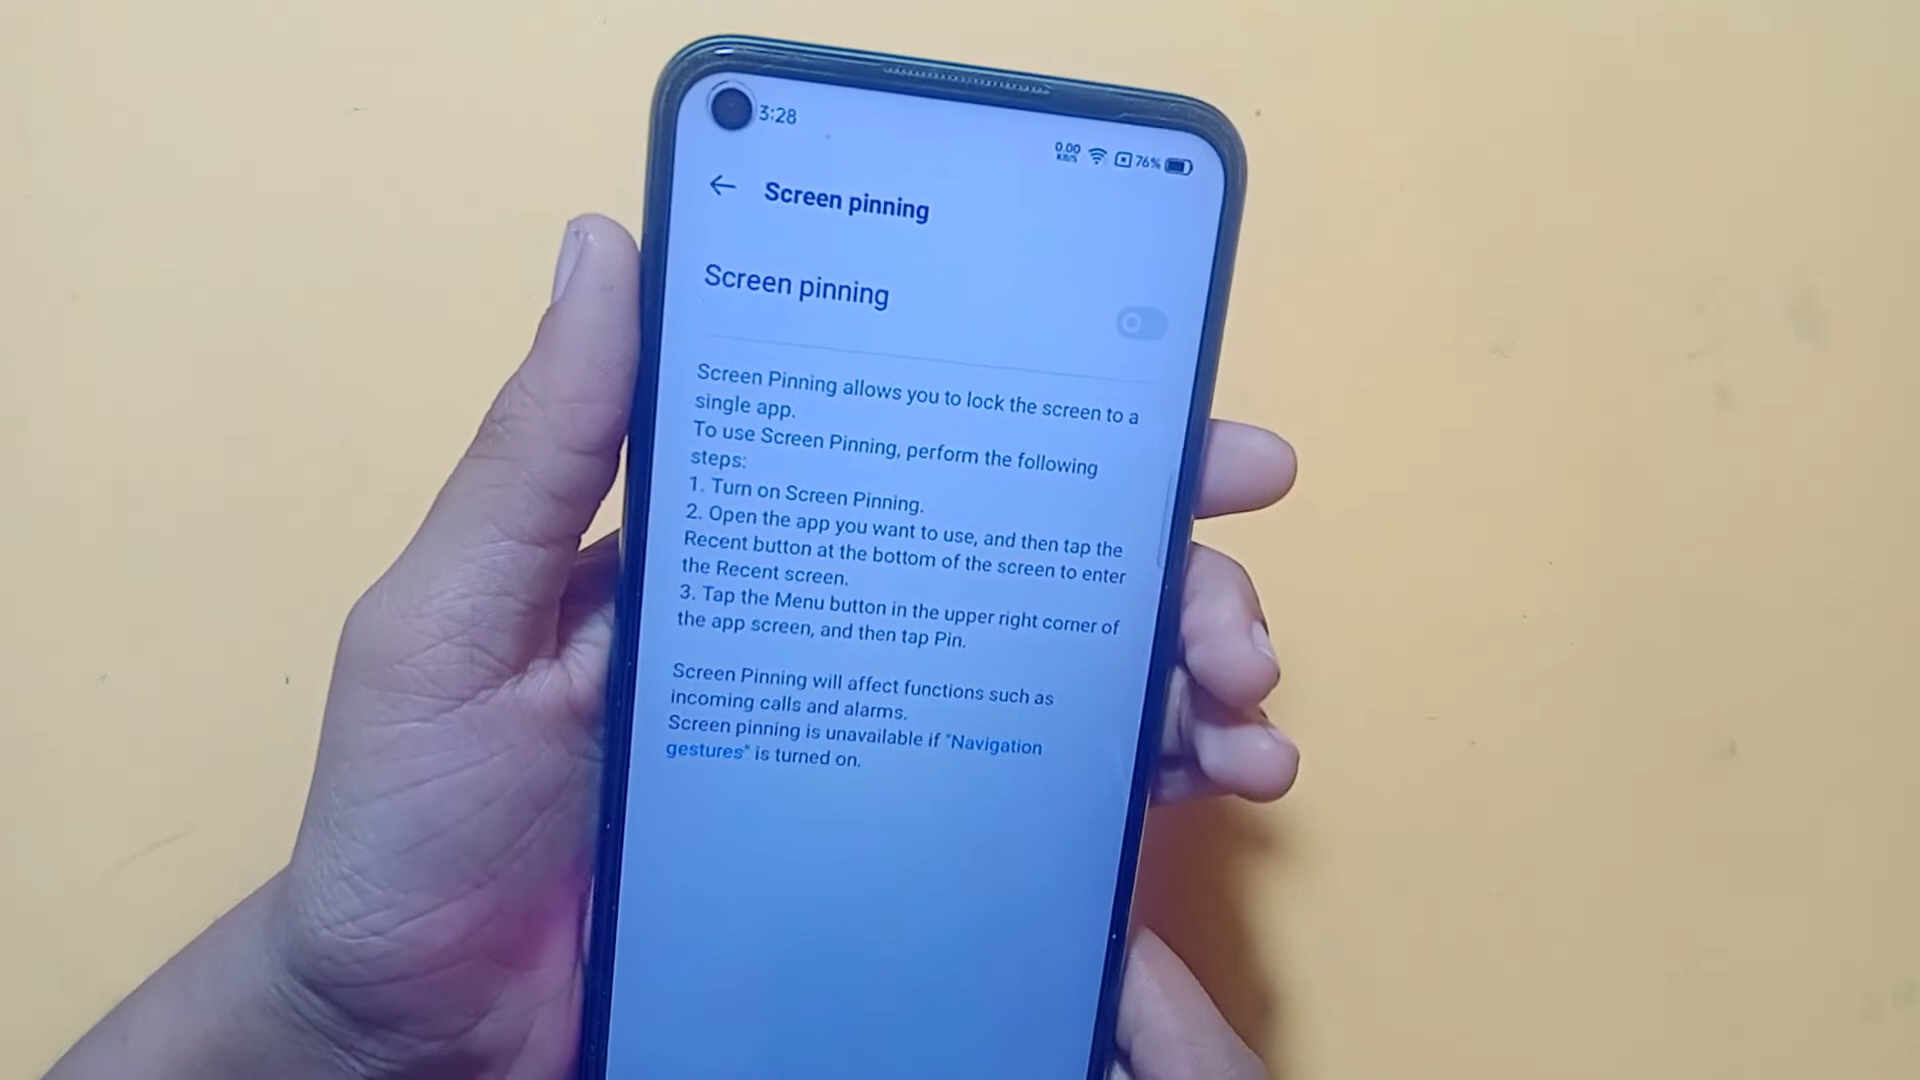 3:28
0.00
KB/S
76%
Screen pinning
Screen pinning
Screen Pinning allows you to lock the screen to a
single app.
To use Screen Pinning, perform the following
steps:
1. Turn on Screen Pinning.
2. Open the app you want to use, and then tap the
Recent button at the bottom of the screen to enter
the Recent screen.
3. Tap the Menu button in the upper right corner of
the app screen, and then tap Pin.
Screen Pinning will affect functions such as
incoming calls and alarms.
Screen pinning is unavailable if "Navigation
gestures" is turned on.